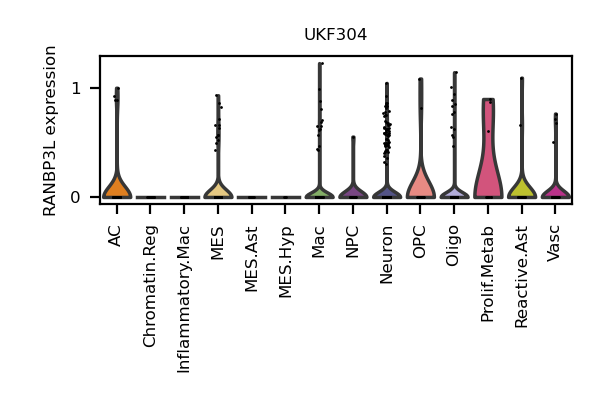 UKF304
RANBP3L expression
1
0
AC
Chromatin.Reg
Inflammatory.Mac
MES
MES.Ast
MES.Hyp
Mac
NPC
Neuron
OPC
Oligo
Prolif.Metab
Reactive.Ast
Vasc